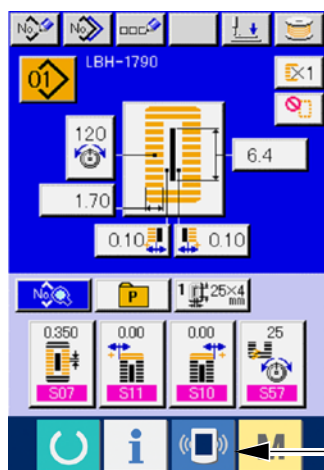 No. No. 
01 LBH-1790 ×1
120
6.4
1.70
0.10 0.10
No. P 1 25×4 mm
0.350 0.00 0.00 25
S07 S11 S10 S57
i M